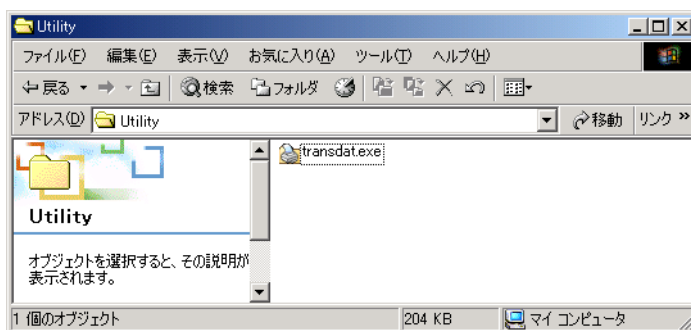 Utility
ファイル(F) 編集(E) 表示(V) お気に入り(A) ツール(T) ヘルプ(H)
戻る 検索 フォルダ
アドレス(D) Utility 移動 リンク »
transdat.exe
Utility
オブジェクトを選択すると、その説明が
表示されます。
1 個のオブジェクト 204 KB マイ コンピュータ